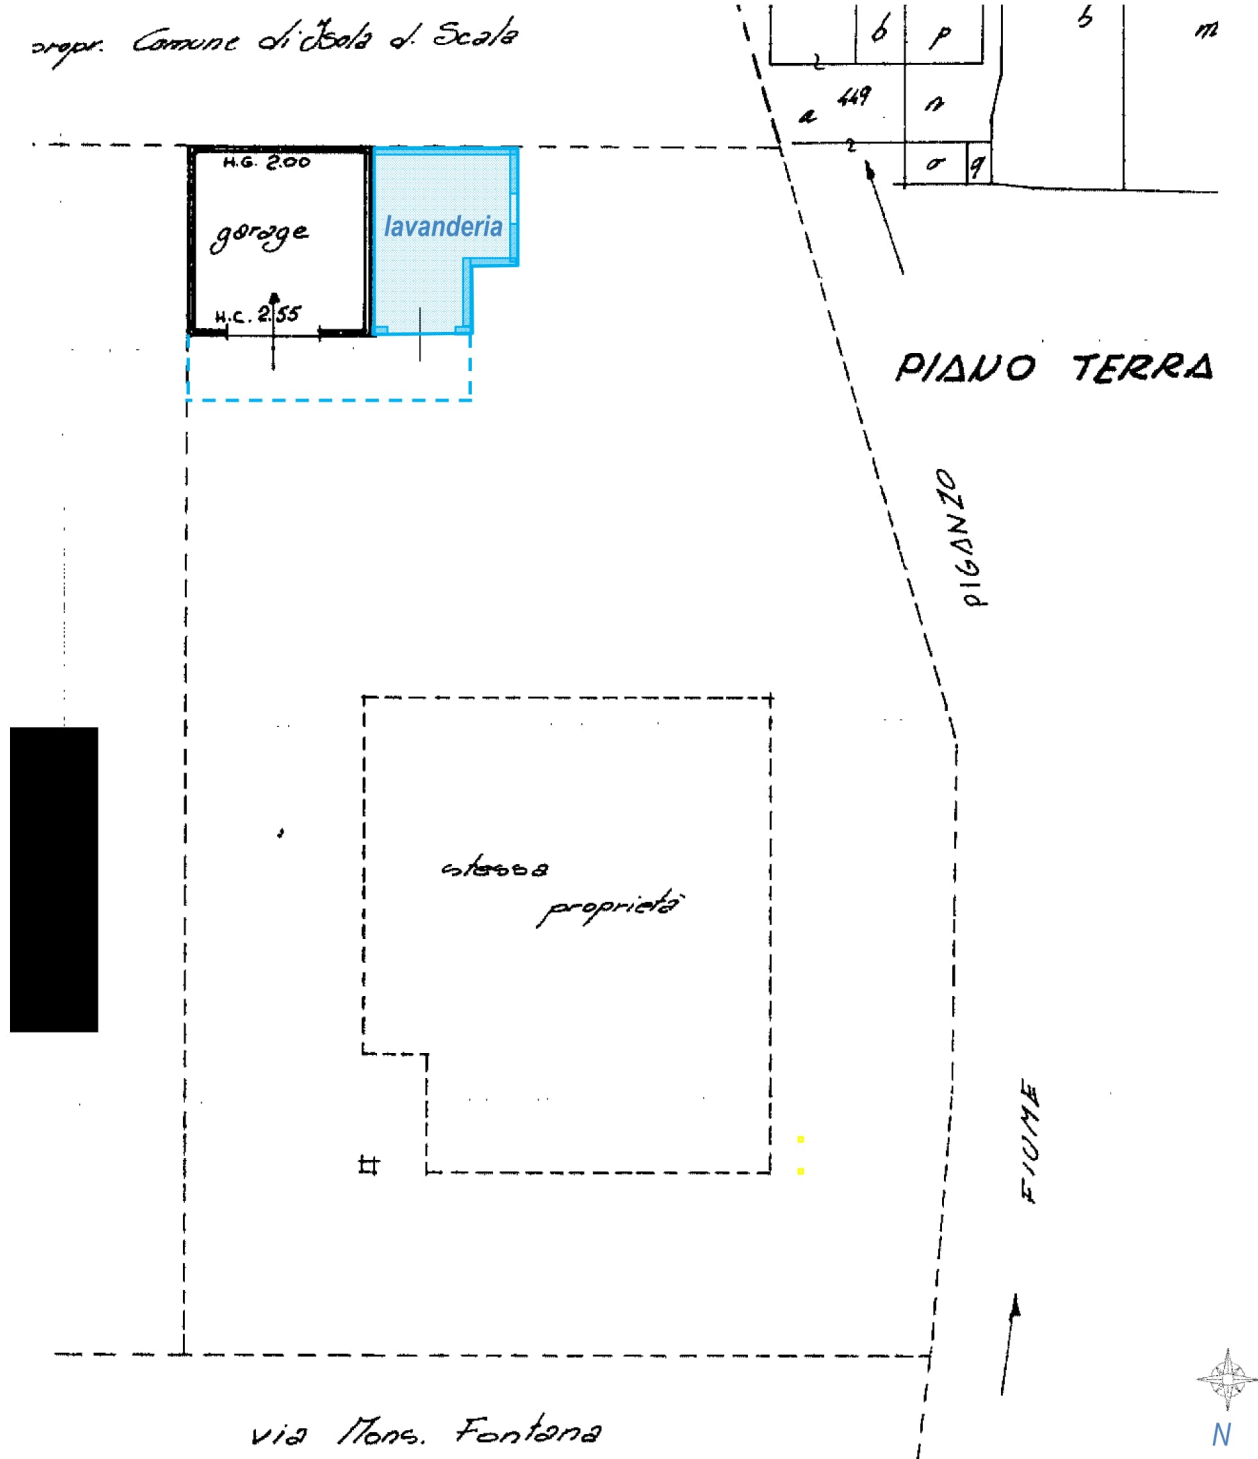 propr. Comune di Isola d. Scala
b
p
b
m
a
449
n
2
o
q
H.G. 2.00
garage
lavanderia
H.C. 2.55
PIANO TERRA
PIGANZO
stessa
proprietà
FIUME
via Mons. Fontana
N